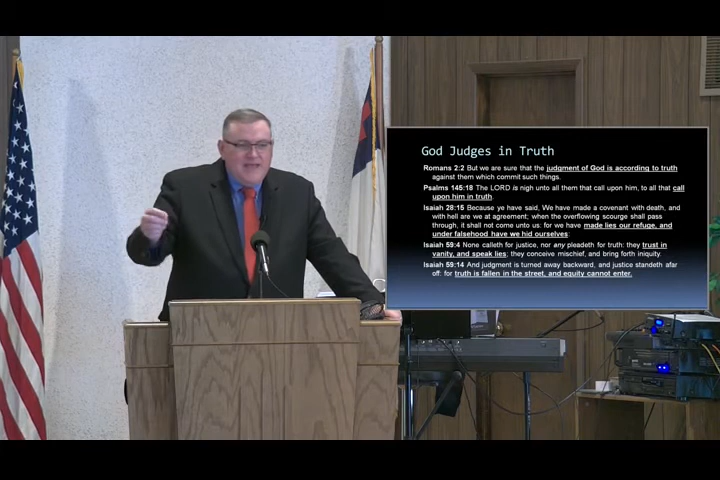 God Judges in Truth
Romans 2:2 But we are sure that the judgment of God is according to truth
against them which commit such things.
Psalms 145:18 The LORD is nigh unto all them that call upon him, to all that call
upon him in truth.
Isaiah 28:15 Because ye have said, We have made a covenant with death, and
with hell are we at agreement; when the overflowing scourge shall pass
through, it shall not come unto us: for we have made lies our refuge, and
under falsehood have we hid ourselves:
Isaiah 59:4 None calleth for justice, nor any pleadeth for truth: they trust in
vanity, and speak lies; they conceive mischief, and bring forth iniquity.
Isaiah 59:14 And judgment is turned away backward, and justice standeth afar
off: for truth is fallen in the street, and equity cannot enter.